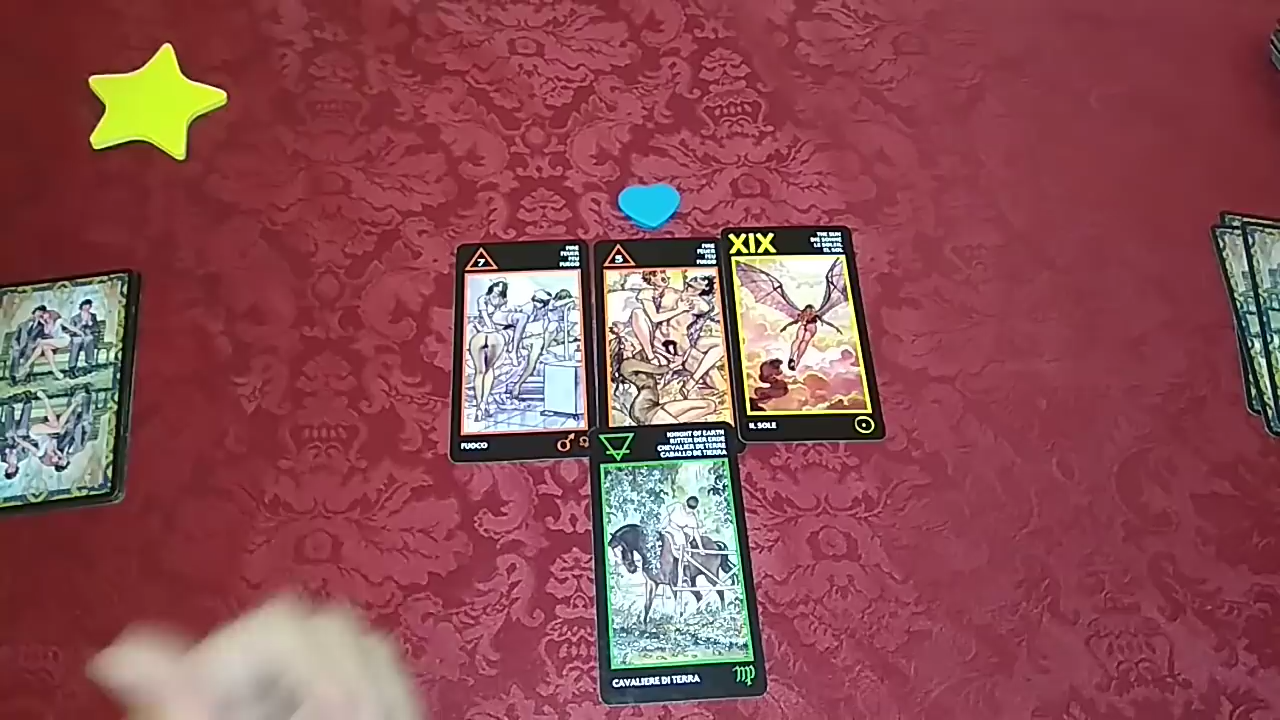 7
FIRE
FEUER
FEU
FUEGO
FUOCO
5
FIRE
FEUER
FEU
FUEGO
XIX
THE SUN
DIE SONNE
LE SOLEIL
EL SOL
IL SOLE
KNIGHT OF EARTH
RITTER DER ERDE
CHEVALIER DE TERRE
CABALLO DE TIERRA
CAVALIERE DI TERRA